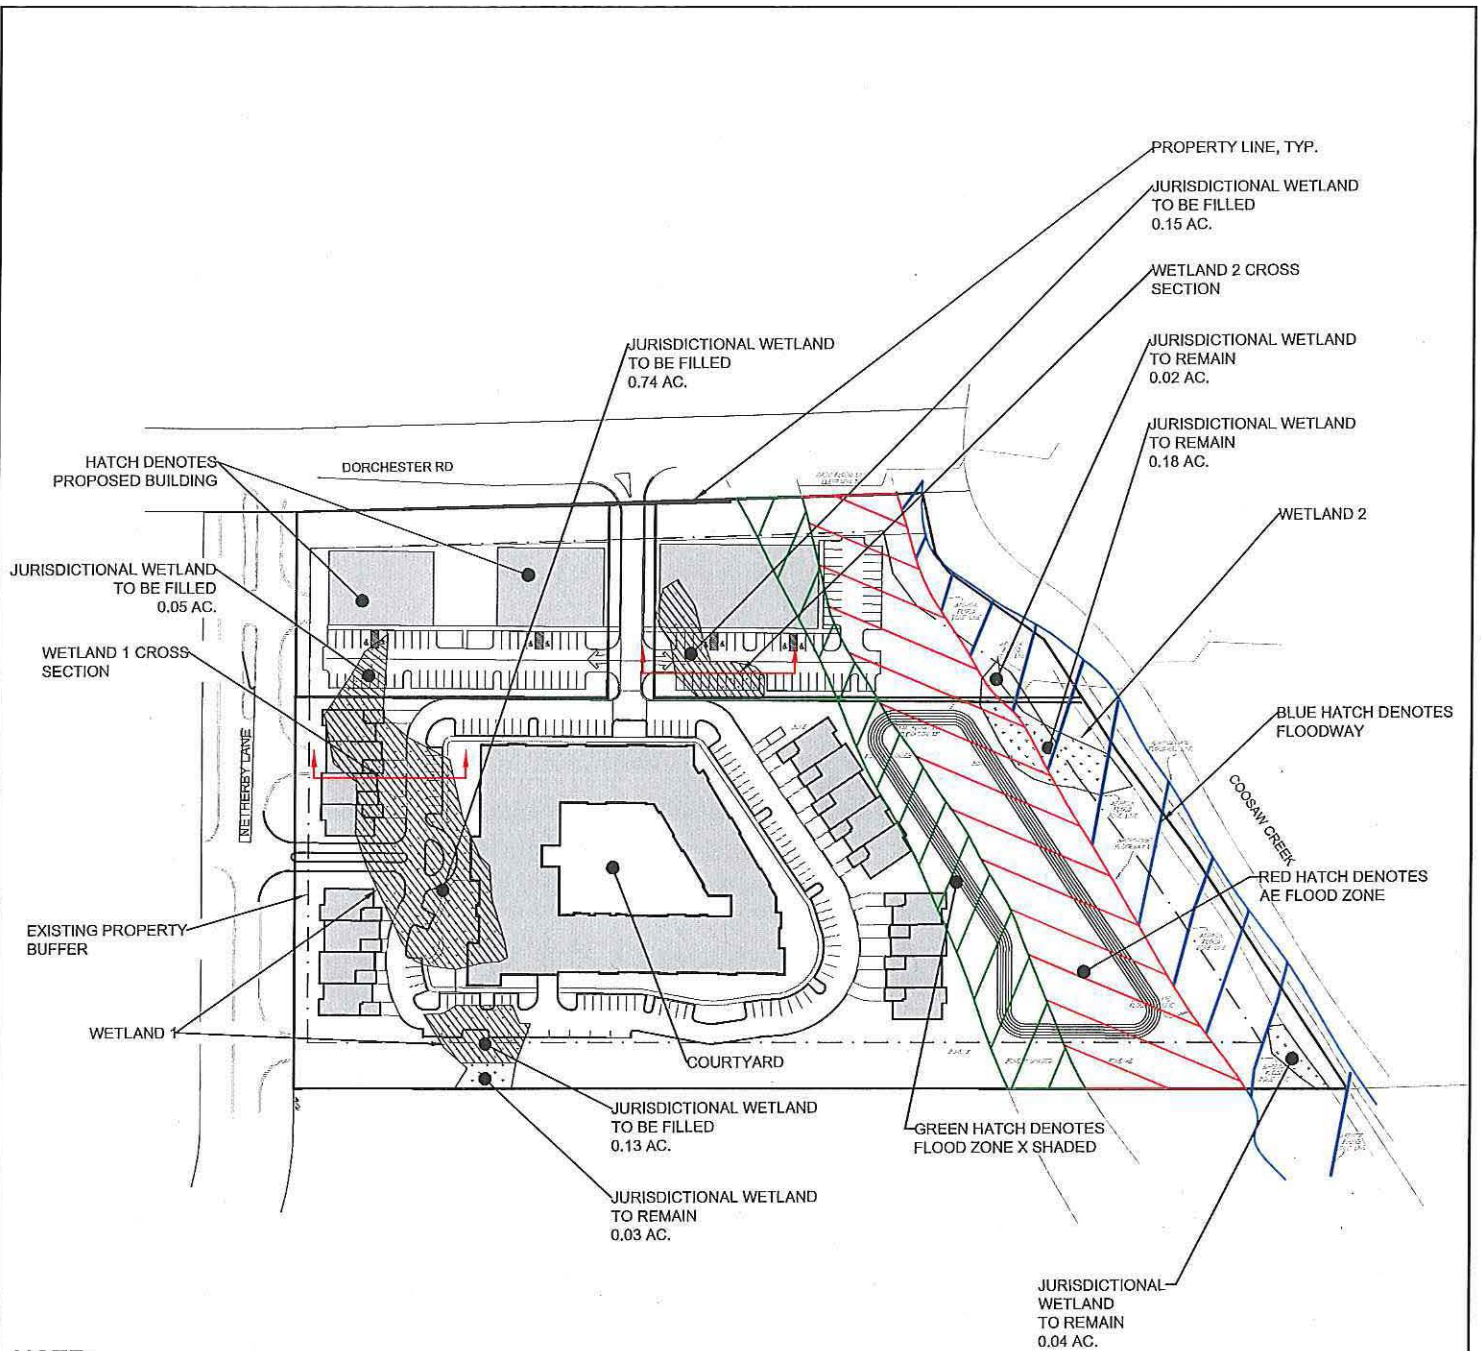 PROPERTY LINE, TYP.
JURISDICTIONAL WETLAND
TO BE FILLED
0.15 AC.
WETLAND 2 CROSS
SECTION
JURISDICTIONAL WETLAND
TO BE FILLED
0.74 AC.
JURISDICTIONAL WETLAND
TO REMAIN
0.02 AC.
JURISDICTIONAL WETLAND
TO REMAIN
0.18 AC.
HATCH DENOTES
PROPOSED BUILDING
DORCHESTER RD
WETLAND 2
JURISDICTIONAL WETLAND
TO BE FILLED
0.05 AC.
WETLAND 1 CROSS
SECTION
BLUE HATCH DENOTES
FLOODWAY
NETHERBY LANE
COOSAW CREEK
RED HATCH DENOTES
AE FLOOD ZONE
EXISTING PROPERTY
BUFFER
WETLAND 1
COURTYARD
JURISDICTIONAL WETLAND
TO BE FILLED
0.13 AC.
GREEN HATCH DENOTES
FLOOD ZONE X SHADED
JURISDICTIONAL WETLAND
TO REMAIN
0.03 AC.
JURISDICTIONAL
WETLAND
TO REMAIN
0.04 AC.